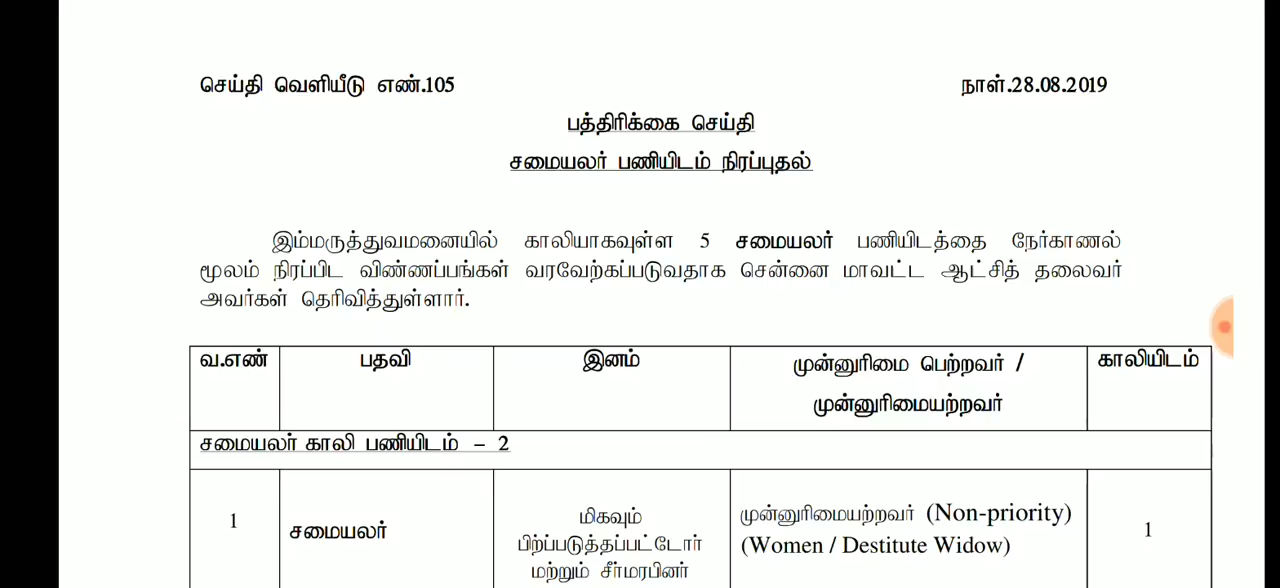 செய்தி வெளியீடு எண்.105 நாள்.28.08.2019
பத்திரிக்கை செய்தி
சமையலர் பணியிடம் நிரப்புதல்
இம்மருத்துவமனையில் காலியாகவுள்ள 5 சமையலர் பணியிடத்தை நேர்காணல்
மூலம் நிரப்பிட விண்ணப்பங்கள் வரவேற்கப்படுவதாக சென்னை மாவட்ட ஆட்சித் தலைவர்
அவர்கள் தெரிவித்துள்ளார்.
வ.எண் பதவி இனம் முன்னுரிமை பெற்றவர் / காலியிடம்
முன்னுரிமையற்றவர்
சமையலர் காலி பணியிடம் – 2
1 சமையலர் மிகவும் முன்னுரிமையற்றவர் (Non-priority) 1
பிற்ப்படுத்தப்பட்டோர் (Women / Destitute Widow)
மற்றும் சீர்மரபினர்